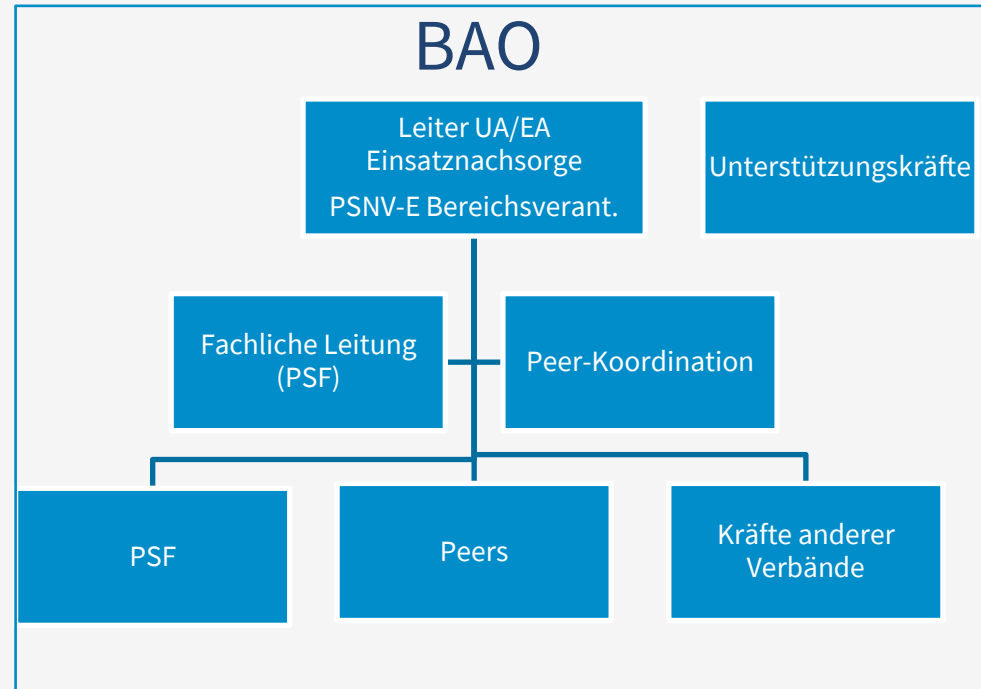 BAO
Leiter UA/EA
Einsatznachsorge
PSNV-E Bereichsverant.
Unterstützungskräfte
Fachliche Leitung
(PSF)
Peer-Koordination
PSF
Peers
Kräfte anderer
Verbände